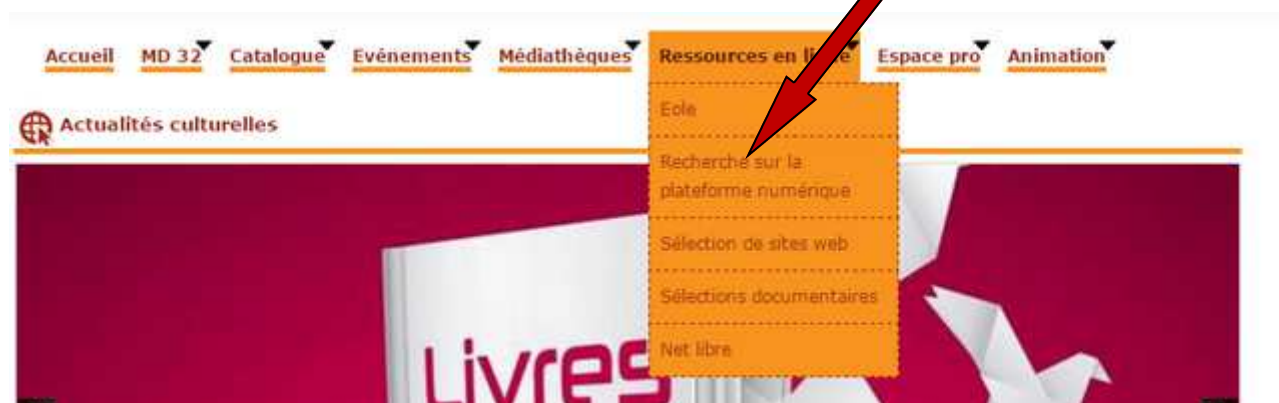 Accueil MD 32 Catalogue Evénements Médiathèques Ressources en ligne Espace pro Animation
Actualités culturelles
Eole
Recherche sur la
plateforme numérique
Sélection de sites web
Sélections documentaires
Net libre
Livres